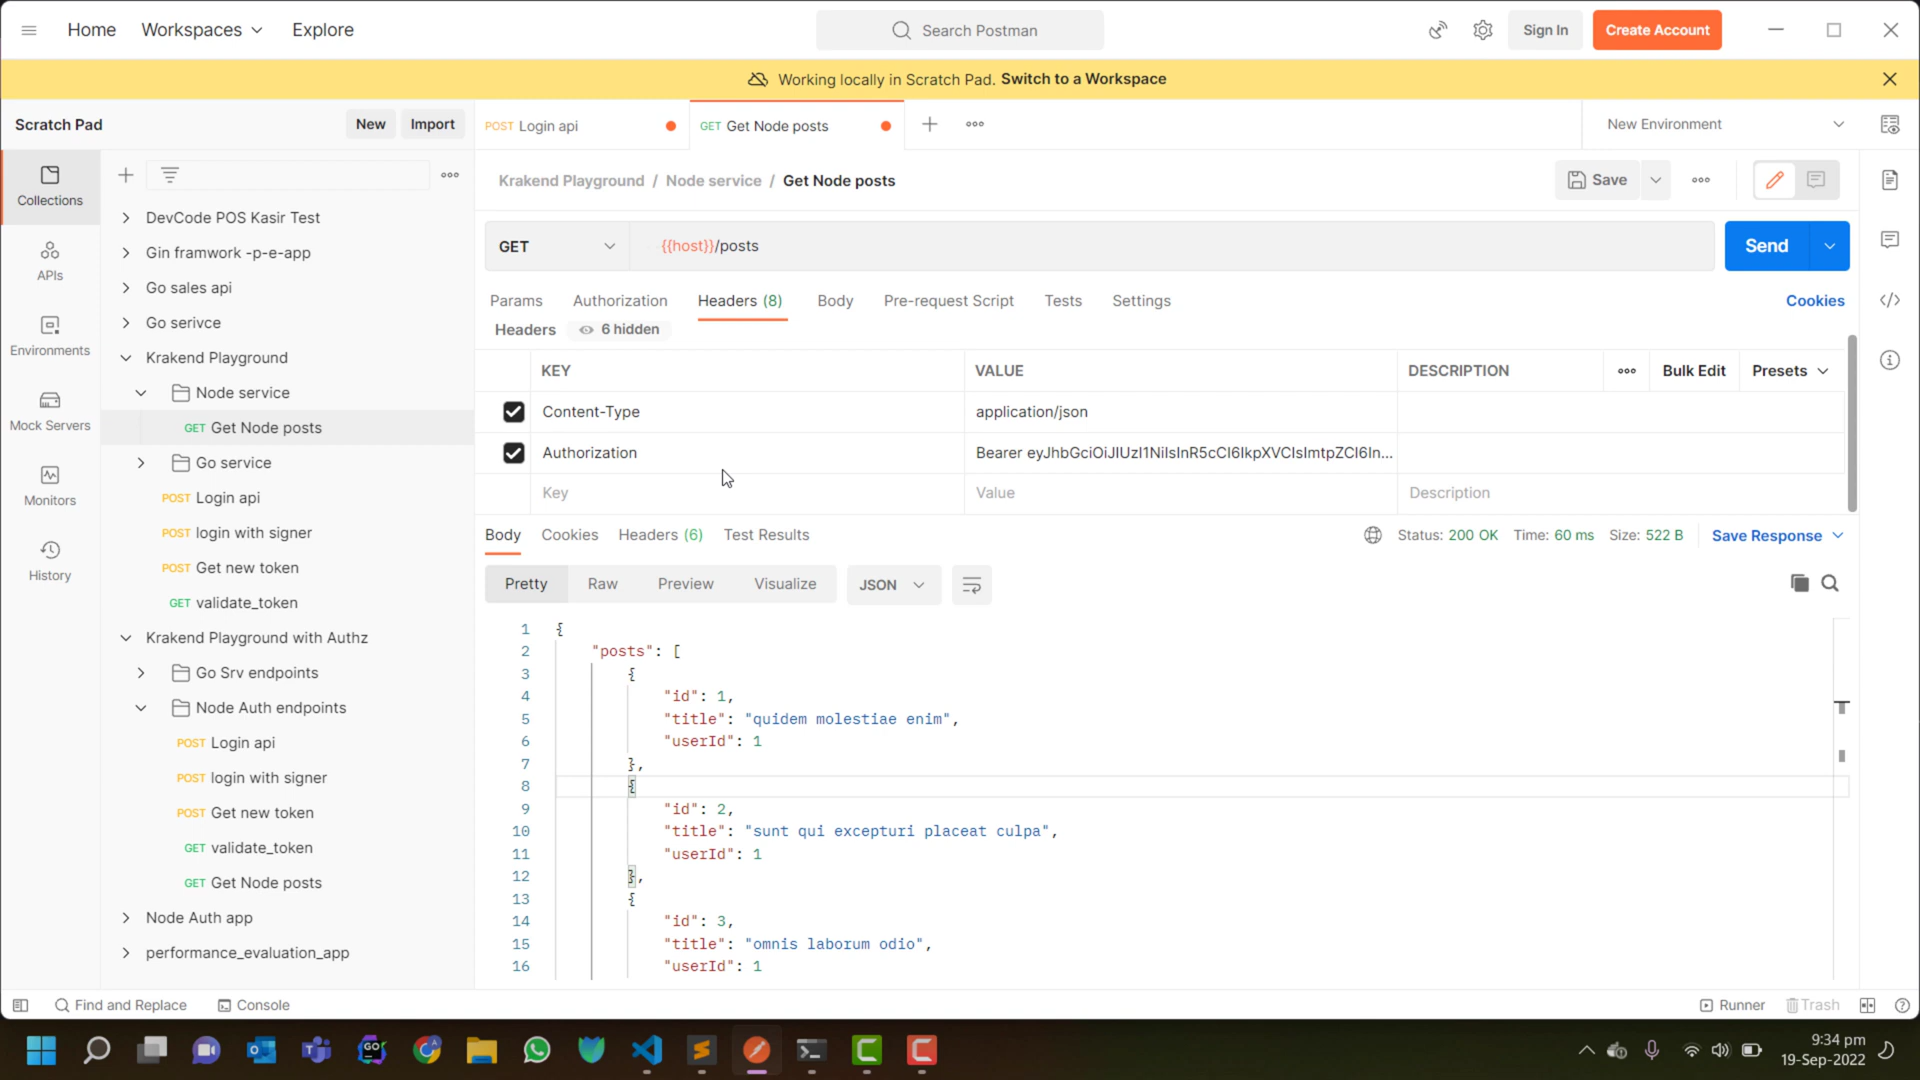 Home
Workspaces
Explore
Search Postman
Sign In
Create Account
Working locally in Scratch Pad. Switch to a Workspace
Scratch Pad
New
Import
POST Login api
GET Get Node posts
New Environment
Collections
APIs
Environments
Mock Servers
Monitors
History
DevCode POS Kasir Test
Gin framwork -p-e-app
Go sales api
Go serivce
Krakend Playground
Node service
GET Get Node posts
Go service
POST Login api
POST login with signer
POST Get new token
GET validate_token
Krakend Playground with Authz
Go Srv endpoints
Node Auth endpoints
POST Login api
POST login with signer
POST Get new token
GET validate_token
GET Get Node posts
Node Auth app
performance_evaluation_app
Krakend Playground / Node service / Get Node posts
Save
GET
{{host}}/posts
Send
Params
Authorization
Headers (8)
Body
Pre-request Script
Tests
Settings
Cookies
Headers
6 hidden
KEY
VALUE
DESCRIPTION
Bulk Edit
Presets
Content-Type
application/json
Authorization
Bearer eyJhbGciOiJIUzI1NiIsInR5cCI6IkpXVCIsImtpZCI6In...
Key
Value
Description
Body
Cookies
Headers (6)
Test Results
Status: 200 OK
Time: 60 ms
Size: 522 B
Save Response
Pretty
Raw
Preview
Visualize
JSON
1 {
2 "posts": [
3 {
4 "id": 1,
5 "title": "quidem molestiae enim",
6 "userId": 1
7 },
8 {
9 "id": 2,
10 "title": "sunt qui excepturi placeat culpa",
11 "userId": 1
12 },
13 {
14 "id": 3,
15 "title": "omnis laborum odio",
16 "userId": 1
Find and Replace
Console
Runner
Trash
GO
9:34 pm
19-Sep-2022